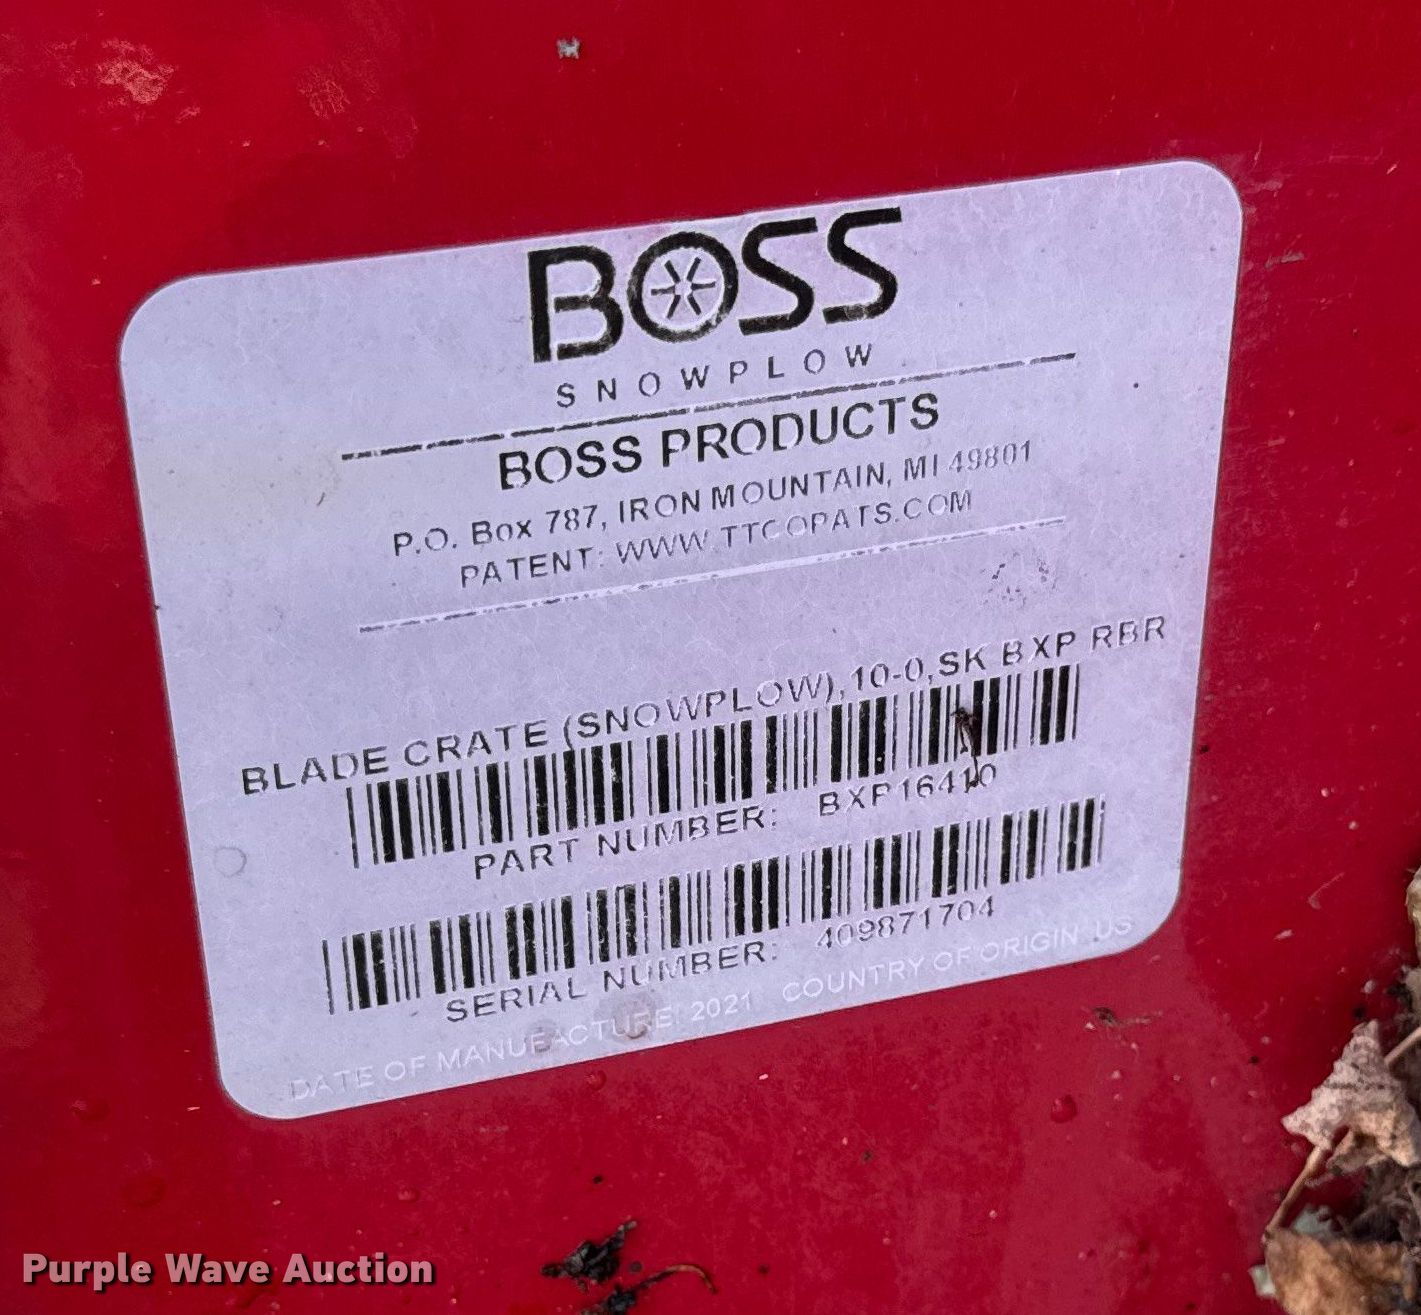 BOSS
SNOWPLOW
BOSS PRODUCTS
P.O. Box 787, IRON MOUNTAIN, MI 49801
PATENT: WWW.TTCOPATS.COM
BLADE CRATE (SNOWPLOW),10-0,SK BXP RBR
PART NUMBER: BXP16410
SERIAL NUMBER: 409871704
DATE OF MANUFACTURE: 2021 COUNTRY OF ORIGIN: US
Purple Wave Auction